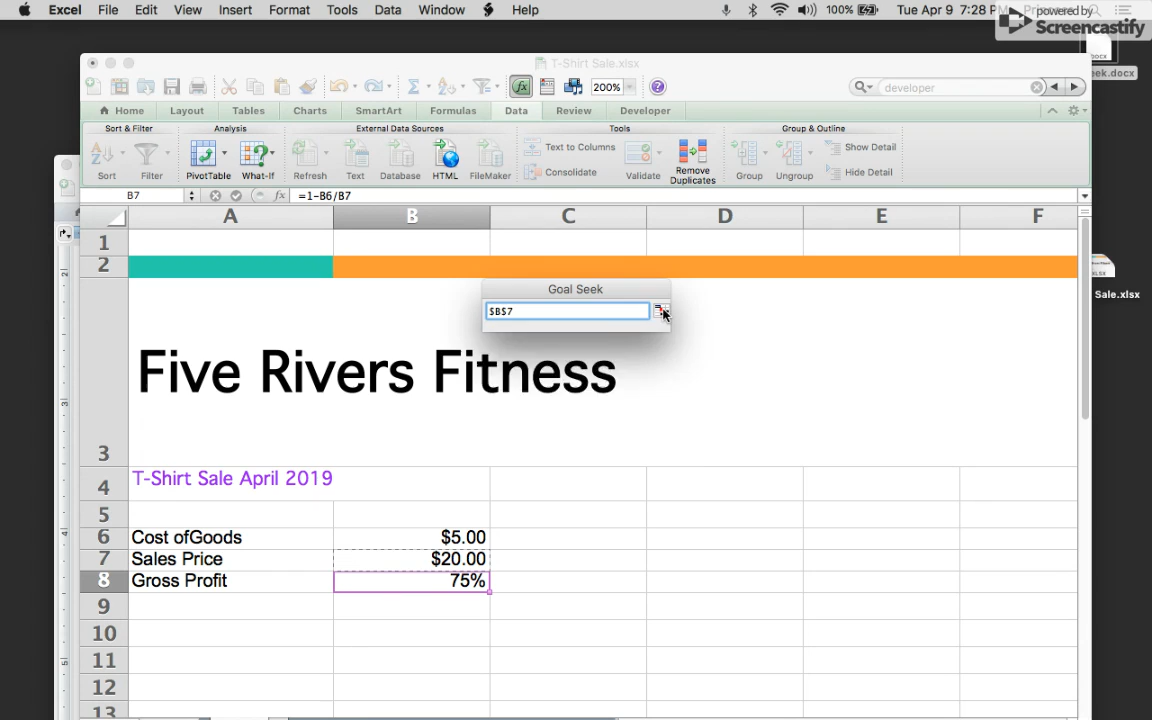 Excel File Edit View Insert Format Tools Data Window Help 100% Tue Apr 9 7:28
powered by
Screencastify
T-Shirt Sale.xlsx
200% developer
Home Layout Tables Charts SmartArt Formulas Data Review Developer
Sort & Filter Analysis External Data Sources Tools Group & Outline
Text to Columns Show Detail
Consolidate Hide Detail
Sort Filter PivotTable What-If Refresh Text Database HTML FileMaker Validate Remove Duplicates Group Ungroup
B7 fx =1-B6/B7
A B C D E F
1
2
Goal Seek
$B$7
Five Rivers Fitness
3
T-Shirt Sale April 2019
4
5
6 Cost ofGoods $5.00
7 Sales Price $20.00
8 Gross Profit 75%
9
10
11
12
13
DOCX
eek.docx
XLSX
Sale.xlsx